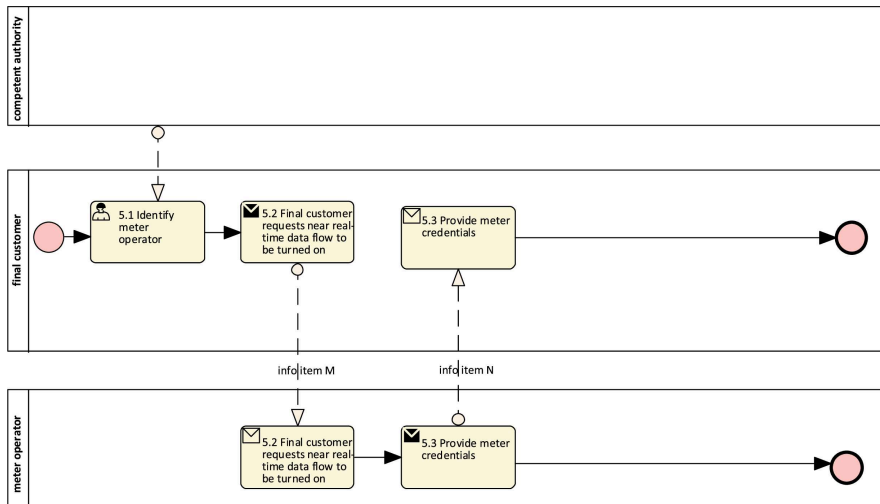 competent authority
final customer
5.1 Identify
meter
operator
5.2 Final customer
requests near real-
time data flow to
be turned on
5.3 Provide meter
credentials
info item M
info item N
meter operator
5.2 Final customer
requests near real-
time data flow to
be turned on
5.3 Provide meter
credentials